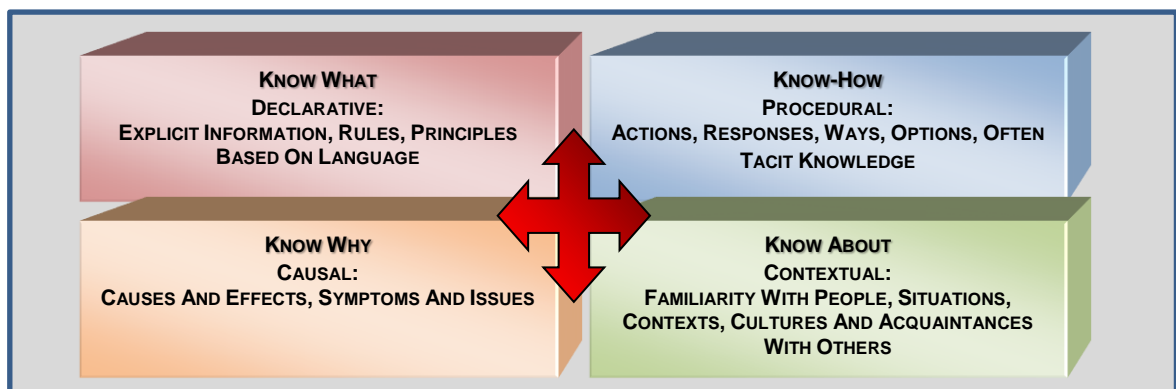 KNOW WHAT
DECLARATIVE:
EXPLICIT INFORMATION, RULES, PRINCIPLES
BASED ON LANGUAGE
KNOW-HOW
PROCEDURAL:
ACTIONS, RESPONSES, WAYS, OPTIONS, OFTEN
TACIT KNOWLEDGE
KNOW WHY
CAUSAL:
CAUSES AND EFFECTS, SYMPTOMS AND ISSUES
KNOW ABOUT
CONTEXTUAL:
FAMILIARITY WITH PEOPLE, SITUATIONS,
CONTEXTS, CULTURES AND ACQUAINTANCES
WITH OTHERS